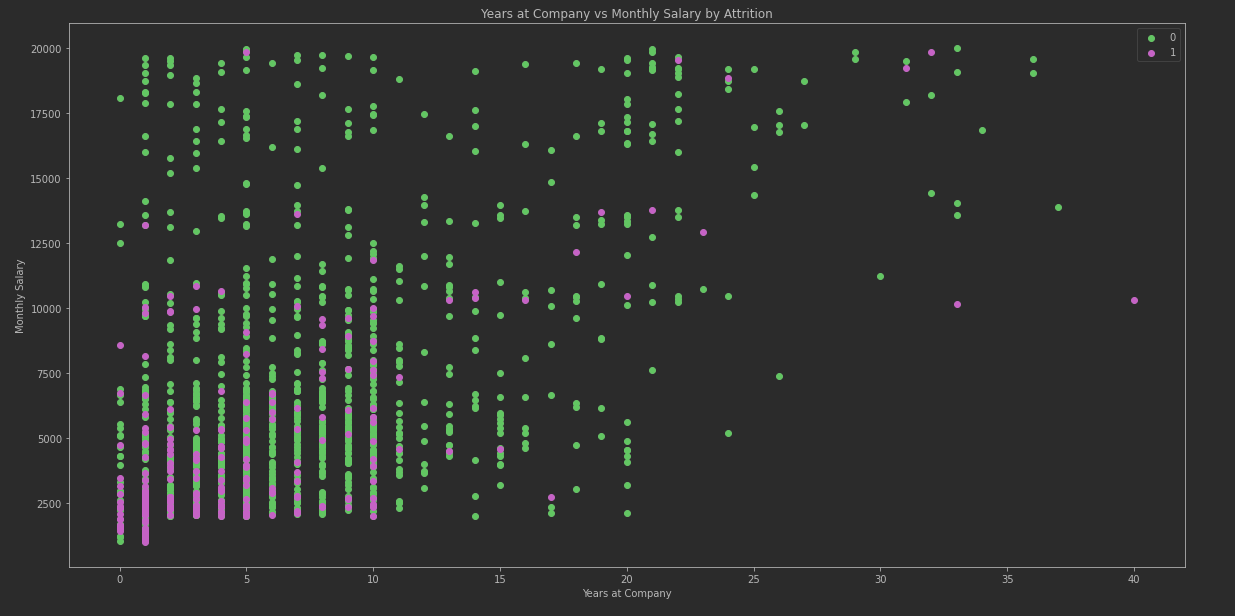 Years at Company vs Monthly Salary by Attrition
0
1
20000
17500
15000
12500
10000
7500
5000
2500
Monthly Salary
0 5 10 15 20 25 30 35 40
Years at Company